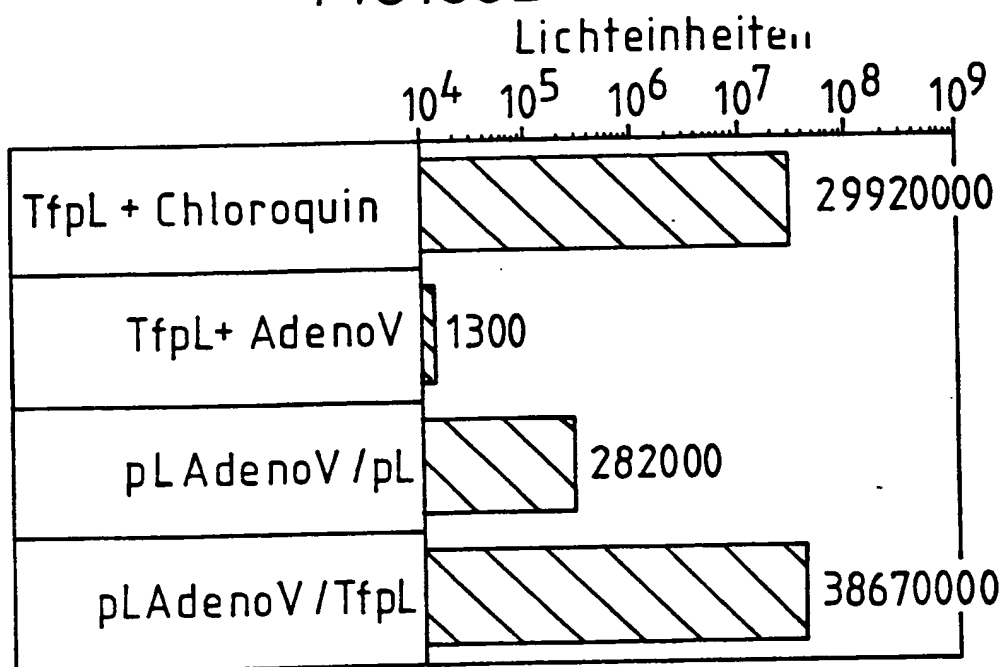 Lichteinheiten
10⁴ 10⁵ 10⁶ 10⁷ 10⁸ 10⁹
TfpL + Chloroquin 29920000
TfpL+ AdenoV 1300
pLAdenoV/pL 282000
pLAdenoV/TfpL 38670000